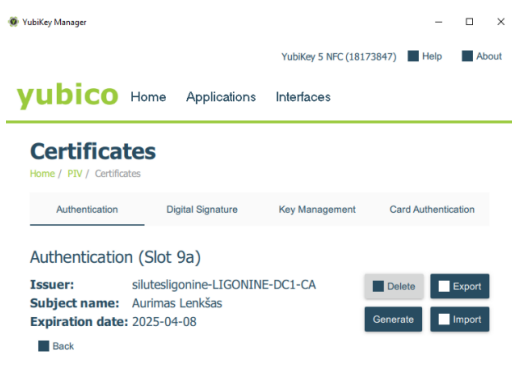 YubiKey Manager
YubiKey 5 NFC (18173847) Help About
yubico Home Applications Interfaces
Certificates
Home / PIV / Certificates
Authentication Digital Signature Key Management Card Authentication
Authentication (Slot 9a)
Issuer: silutesligonine-LIGONINE-DC1-CA
Delete Export
Subject name: Aurimas Lenkšas
Expiration date: 2025-04-08
Generate Import
Back